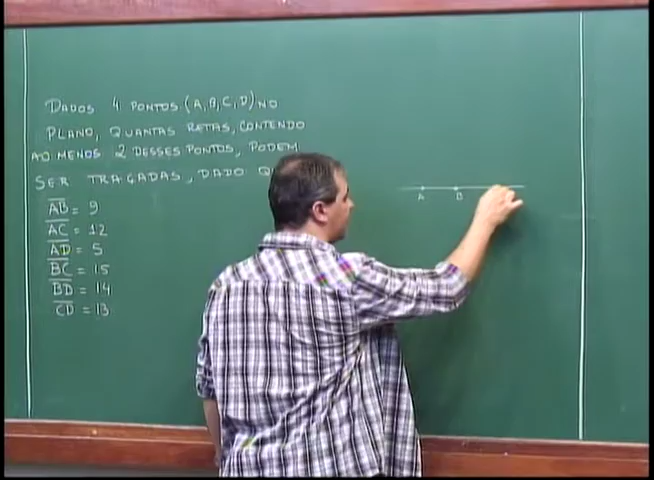 DADOS 4 PONTOS (A,B,C,D) NO
PLANO, QUANTAS RETAS, CONTENDO
AO MENOS 2 DESSES PONTOS, PODEM
SER TRAÇADAS, DADO
AB = 9
AC = 12
AD = 5
BC = 15
BD = 14
CD = 13
A B